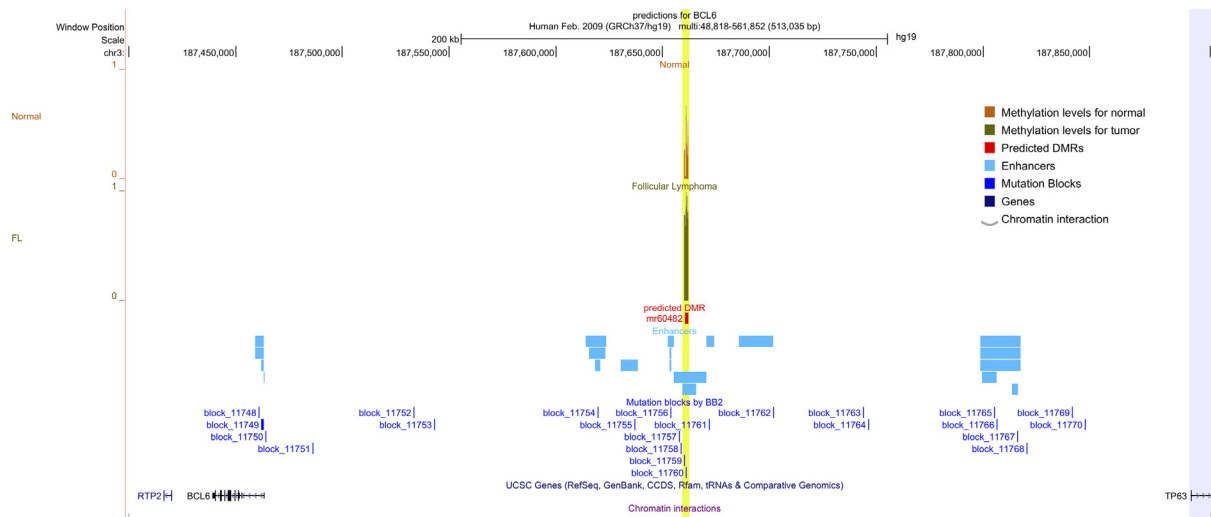 predictions for BCL6
Window Position Human Feb. 2009 (GRCh37/hg19) multi:48,818-561,852 (513,035 bp)
Scale 200 kb hg19
chr3: 187,450,000 187,500,000 187,550,000 187,600,000 187,650,000 187,700,000 187,750,000 187,800,000 187,850,000
1 Normal
Normal
0
Follicular Lymphoma
1
FL
0
Methylation levels for normal
Methylation levels for tumor
Predicted DMRs
Enhancers
Mutation Blocks
Genes
Chromatin interaction
predicted DMR
mr60482
Enhancers
Mutation blocks by BB2
block_11748 block_11752 block_11754 block_11756 block_11762 block_11763 block_11765 block_11769
block_11749 block_11753 block_11755 block_11761 block_11764 block_11766 block_11770
block_11750 block_11757 block_11767
block_11751 block_11758 block_11768
block_11759
block_11760
UCSC Genes (RefSeq, GenBank, CCDS, Rfam, tRNAs & Comparative Genomics)
RTP2 BCL6 TP63
Chromatin interactions